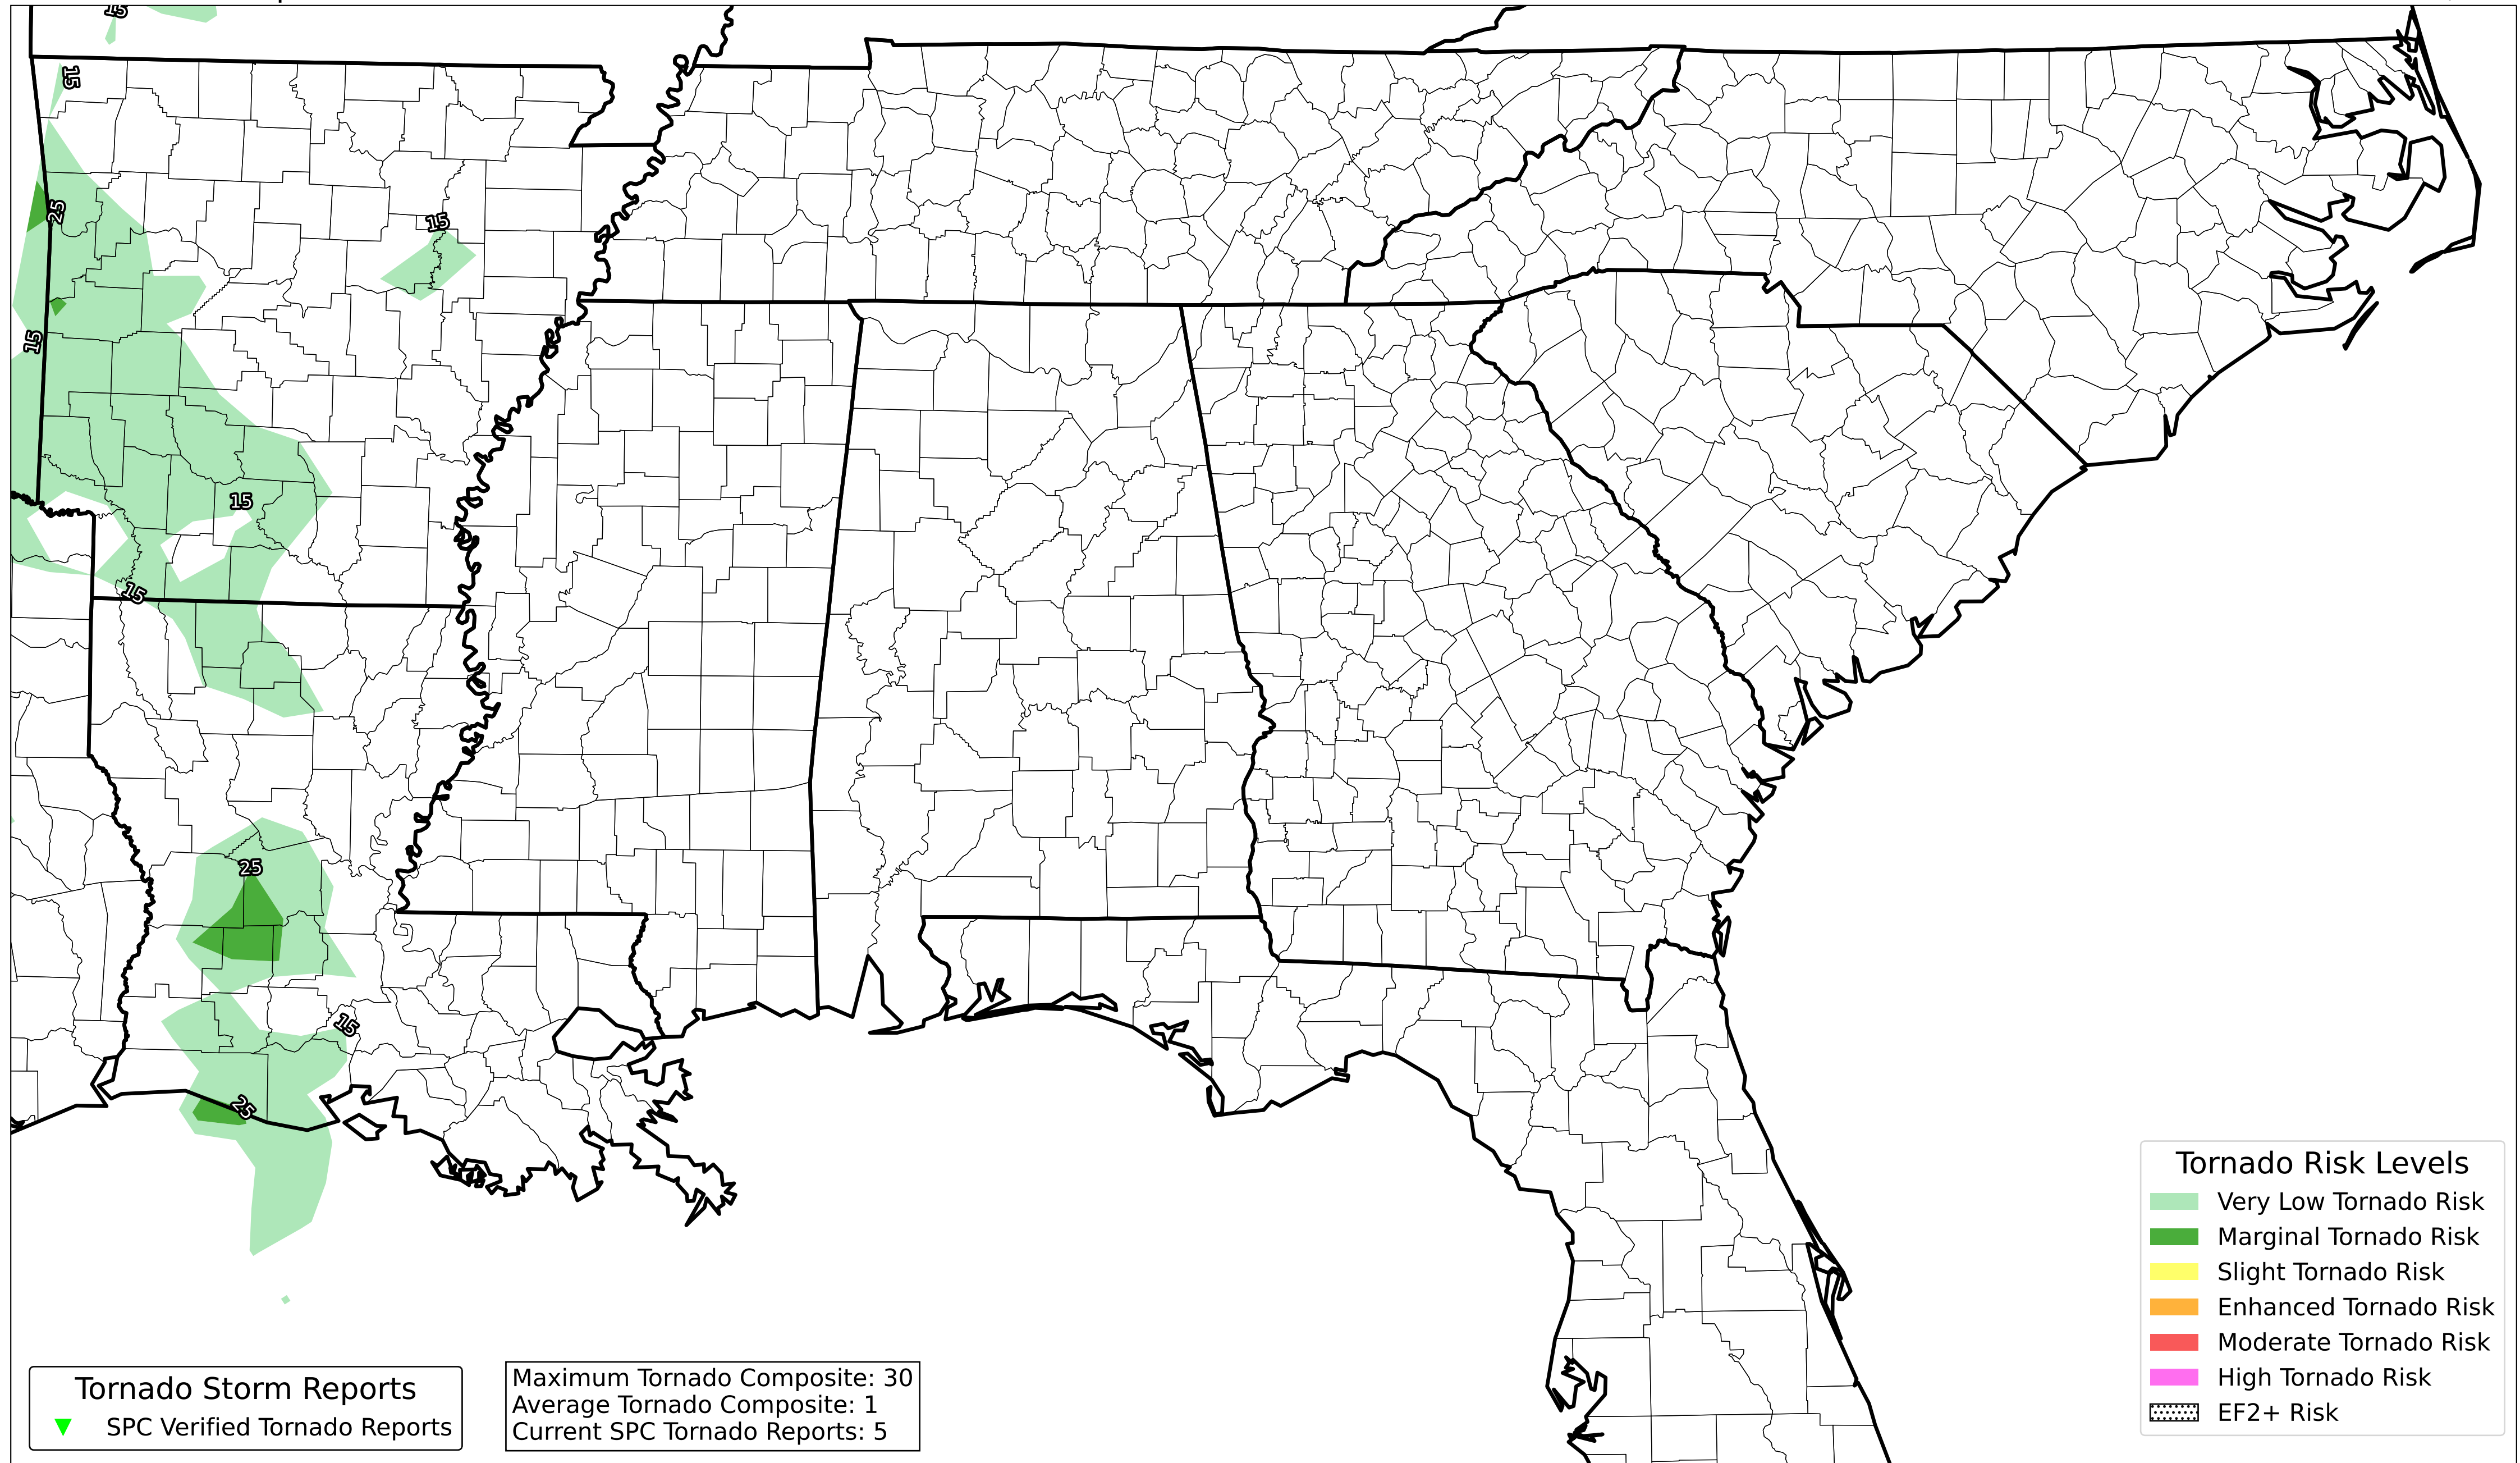 15
15
25
15
15
15
15
25
15
25
Tornado Risk Levels
Very Low Tornado Risk
Marginal Tornado Risk
Slight Tornado Risk
Enhanced Tornado Risk
Moderate Tornado Risk
High Tornado Risk
EF2+ Risk
Tornado Storm Reports
SPC Verified Tornado Reports
Maximum Tornado Composite: 30
Average Tornado Composite: 1
Current SPC Tornado Reports: 5